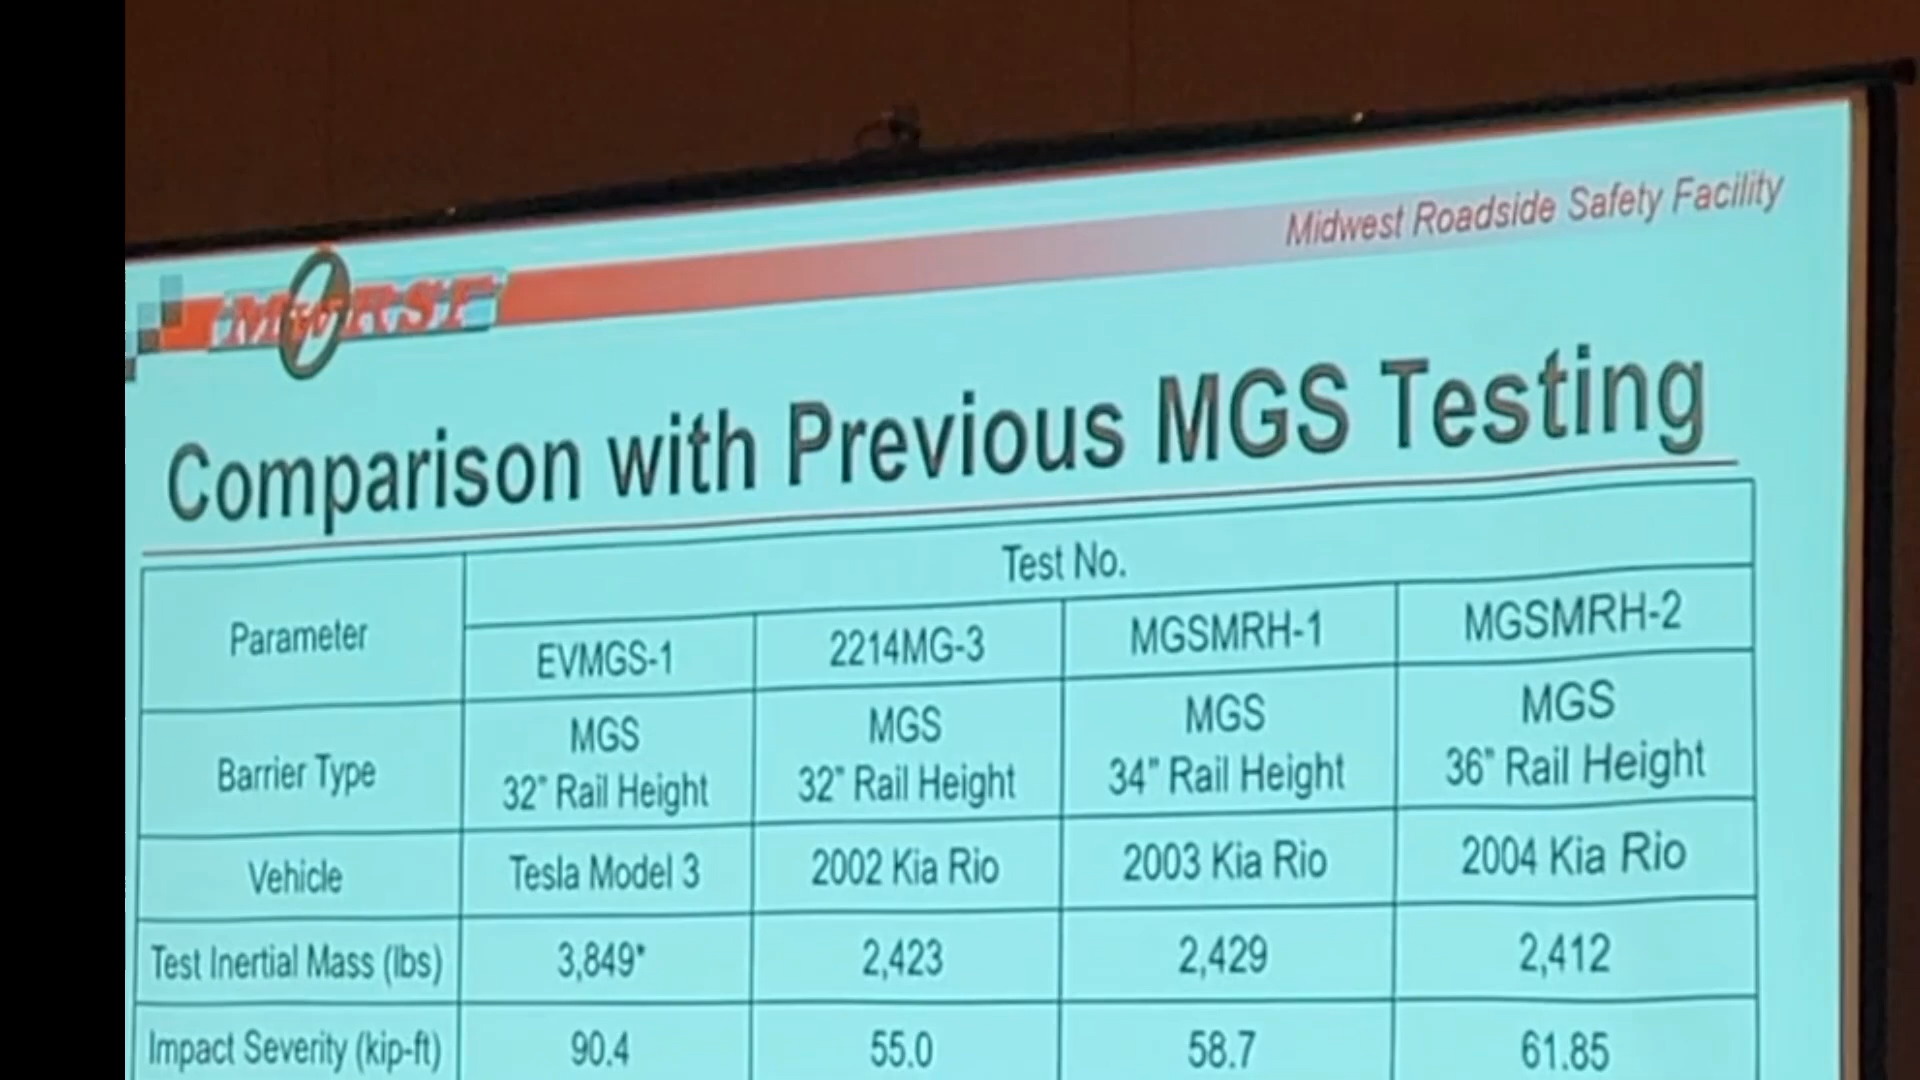 Midwest Roadside Safety Facility
MwRSF
Comparison with Previous MGS Testing
Parameter
Test No.
EVMGS-1
2214MG-3
MGSMRH-1
MGSMRH-2
Barrier Type
MGS
32" Rail Height
MGS
32" Rail Height
MGS
34" Rail Height
MGS
36" Rail Height
Vehicle
Tesla Model 3
2002 Kia Rio
2003 Kia Rio
2004 Kia Rio
Test Inertial Mass (lbs)
3,849*
2,423
2,429
2,412
Impact Severity (kip-ft)
90.4
55.0
58.7
61.85